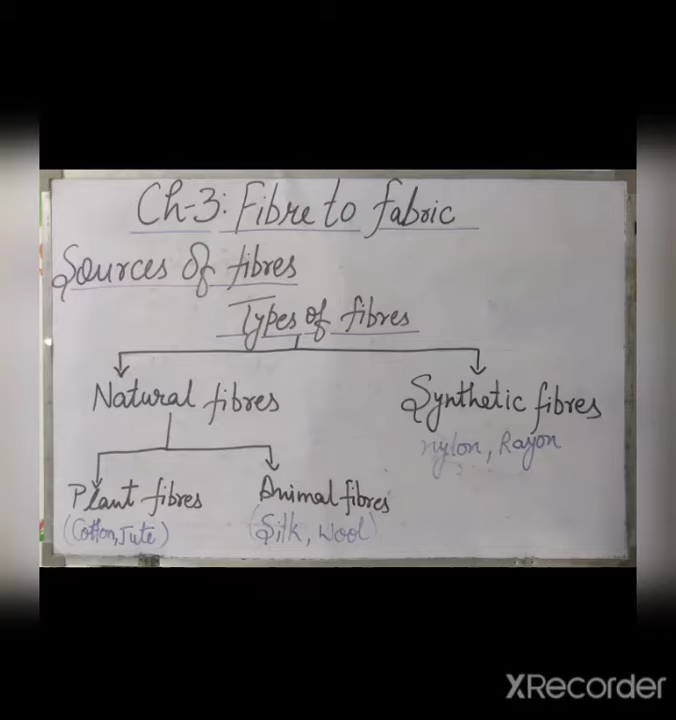 Ch-3: Fibre to fabric
Sources of fibres
Types of fibres
Natural fibres
Synthetic fibres
nylon, Rayon
Plant fibres
Animal fibres
(Cotton, Jute)
(Silk, Wool)
XRecorder